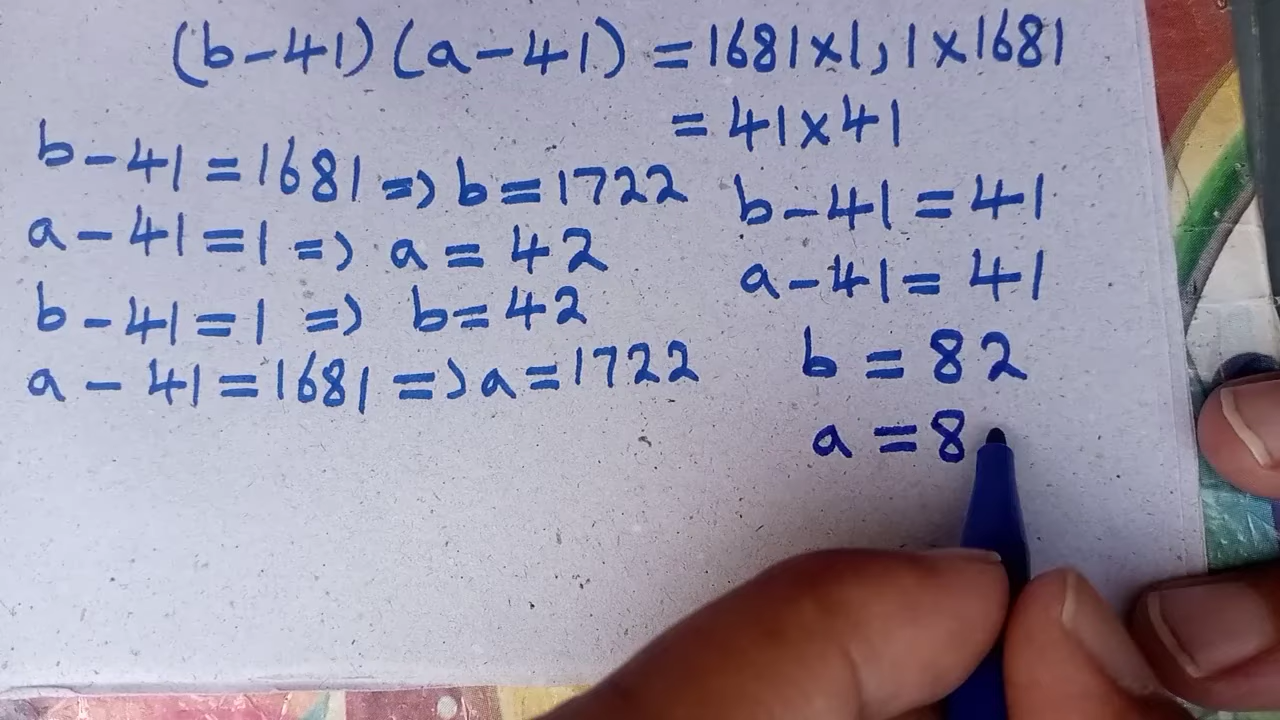 (b-41)(a-41) = 1681×1, 1×1681
= 41×41
b-41 = 1681 => b = 1722
a-41 = 1 => a = 42
b-41 = 1 => b = 42
a-41 = 1681 => a = 1722
b-41 = 41
a-41 = 41
b = 82
a = 8